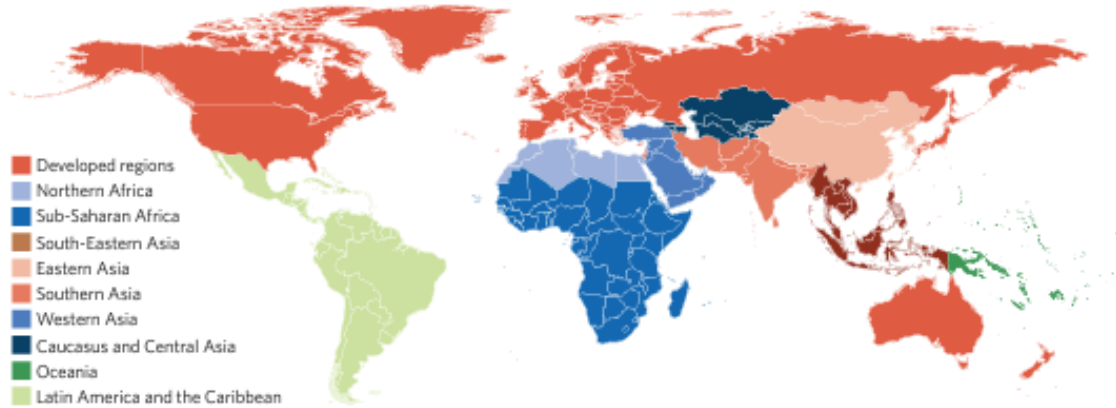 Developed regions
Northern Africa
Sub-Saharan Africa
South-Eastern Asia
Eastern Asia
Southern Asia
Western Asia
Caucasus and Central Asia
Oceania
Latin America and the Caribbean